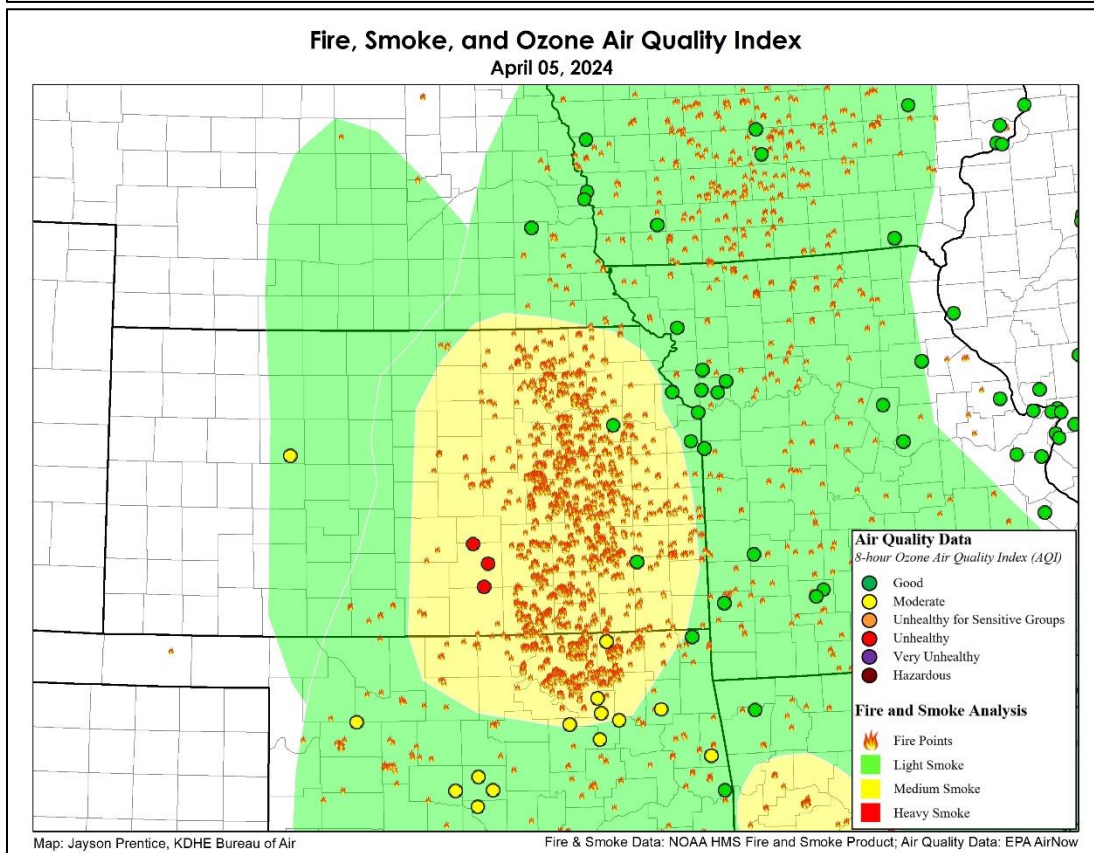 Fire, Smoke, and Ozone Air Quality Index
April 05, 2024
Air Quality Data
8-hour Ozone Air Quality Index (AQI)
Good
Moderate
Unhealthy for Sensitive Groups
Unhealthy
Very Unhealthy
Hazardous
Fire and Smoke Analysis
Fire Points
Light Smoke
Medium Smoke
Heavy Smoke
Map: Jayson Prentice, KDHE Bureau of Air
Fire & Smoke Data: NOAA HMS Fire and Smoke Product; Air Quality Data: EPA AirNow